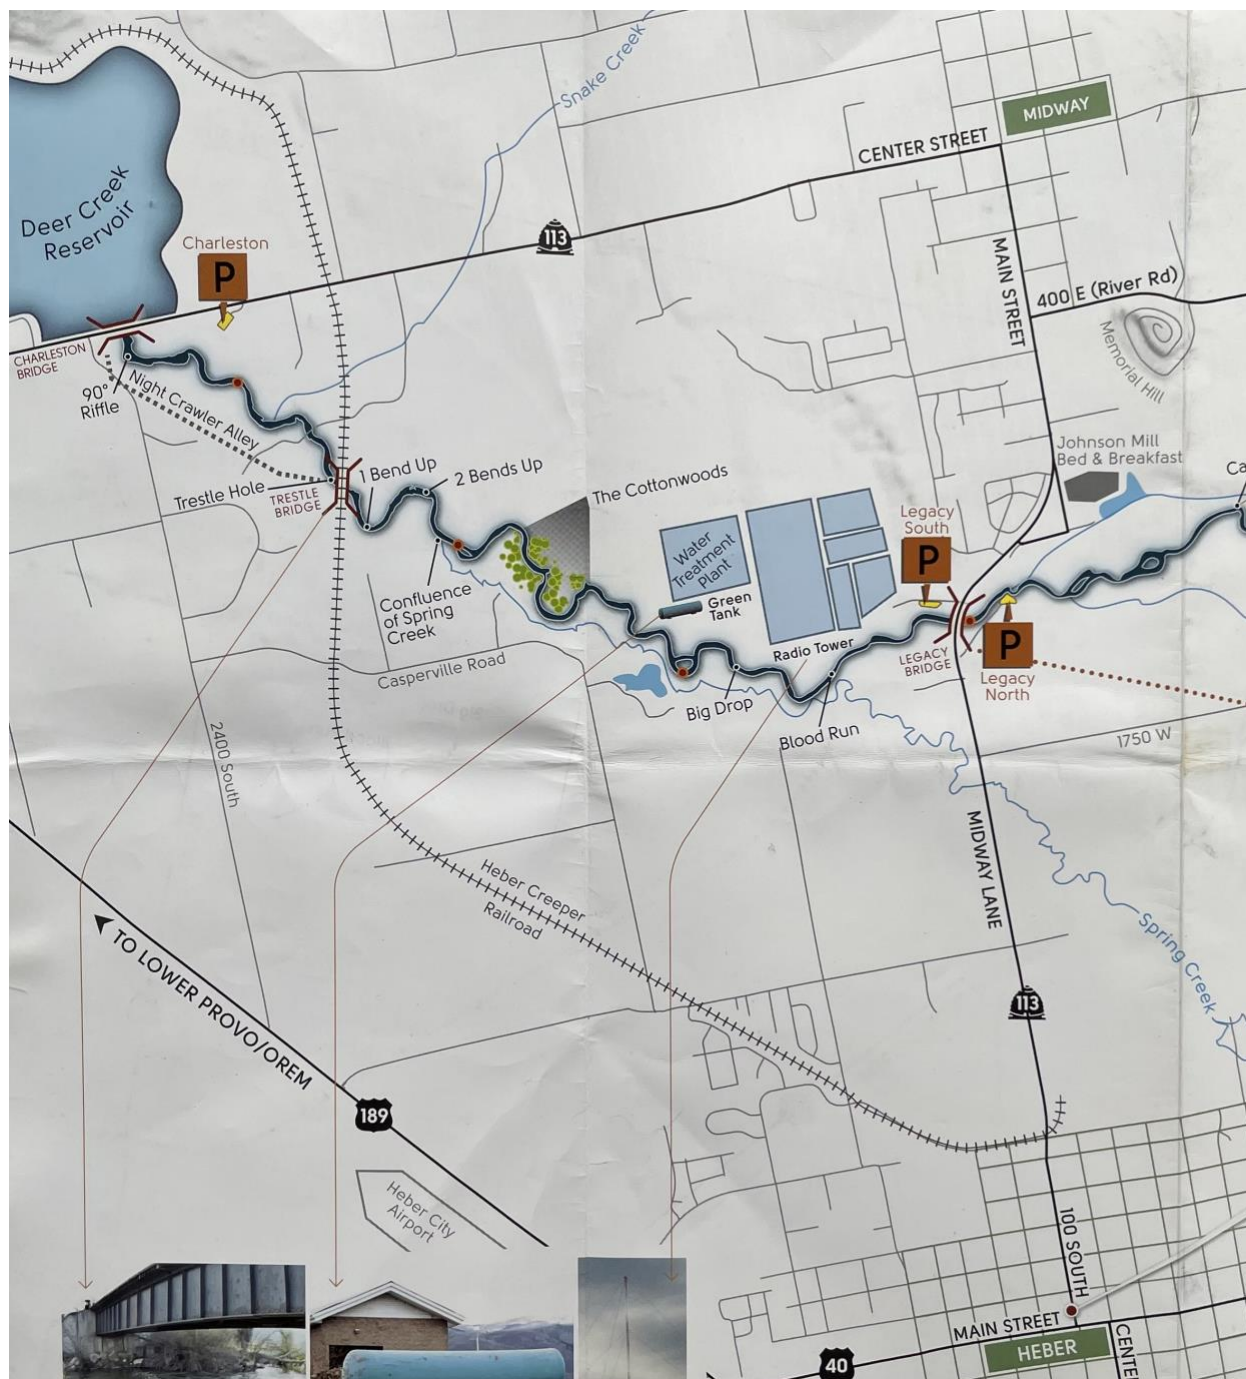 Snake Creek
MIDWAY
CENTER STREET
Deer Creek
Reservoir
Charleston
P
113
MAIN STREET
400 E (River Rd)
Memorial Hill
CHARLESTON
BRIDGE
90°
Riffle
Night Crawler Alley
Trestle Hole
TRESTLE
BRIDGE
1 Bend Up
2 Bends Up
The Cottonwoods
Johnson Mill
Bed & Breakfast
Ca
Legacy
South
P
Water
Treatment
Plant
Green
Tank
Confluence
of Spring
Creek
Radio Tower
LEGACY
BRIDGE
P
Legacy
North
Casperville Road
Big Drop
Blood Run
1750 W
2400 South
MIDWAY LANE
Heber Creeper
Railroad
Spring Creek
TO LOWER PROVO/OREM
113
189
Heber City
Airport
100 SOUTH
MAIN STREET
HEBER
CENTE
40